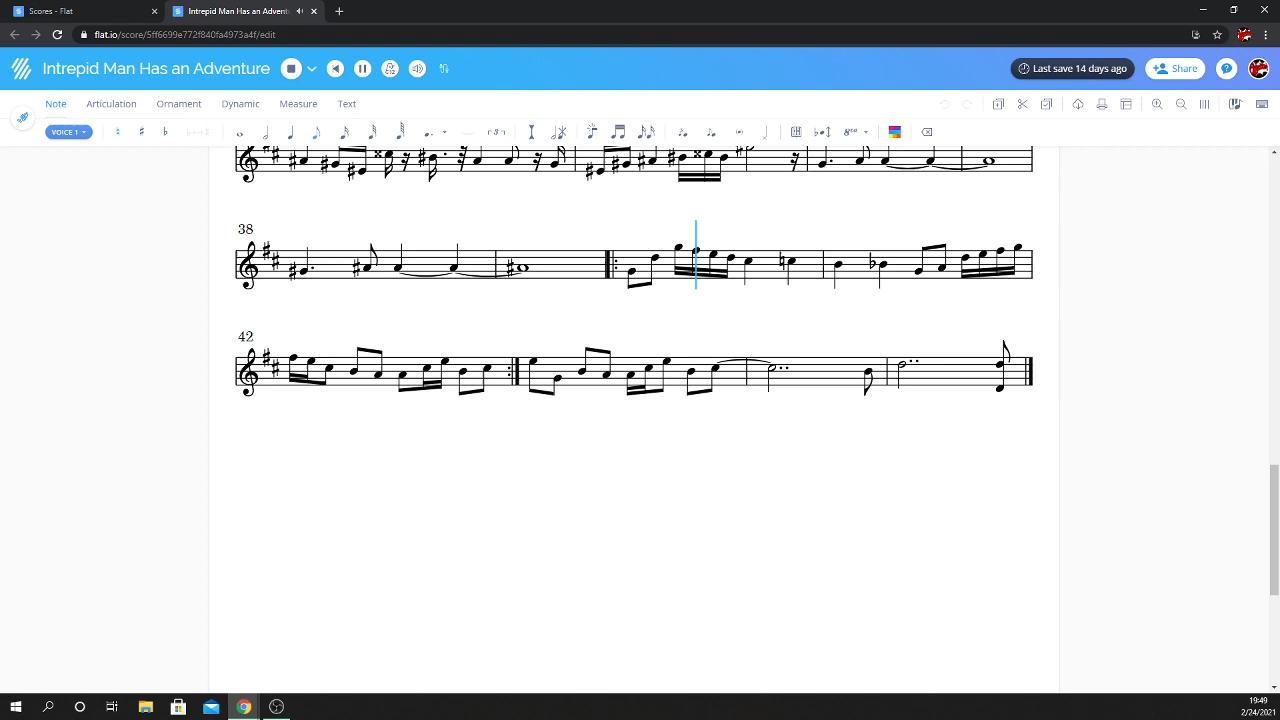 Scores - Flat
Intrepid Man Has an Adventu
flat.io/score/5ff6699e772f840fa4973a4f/edit
Intrepid Man Has an Adventure
Last save 14 days ago
Share
Note
Articulation
Ornament
Dynamic
Measure
Text
VOICE 1
38
42
19:49
2/24/2021